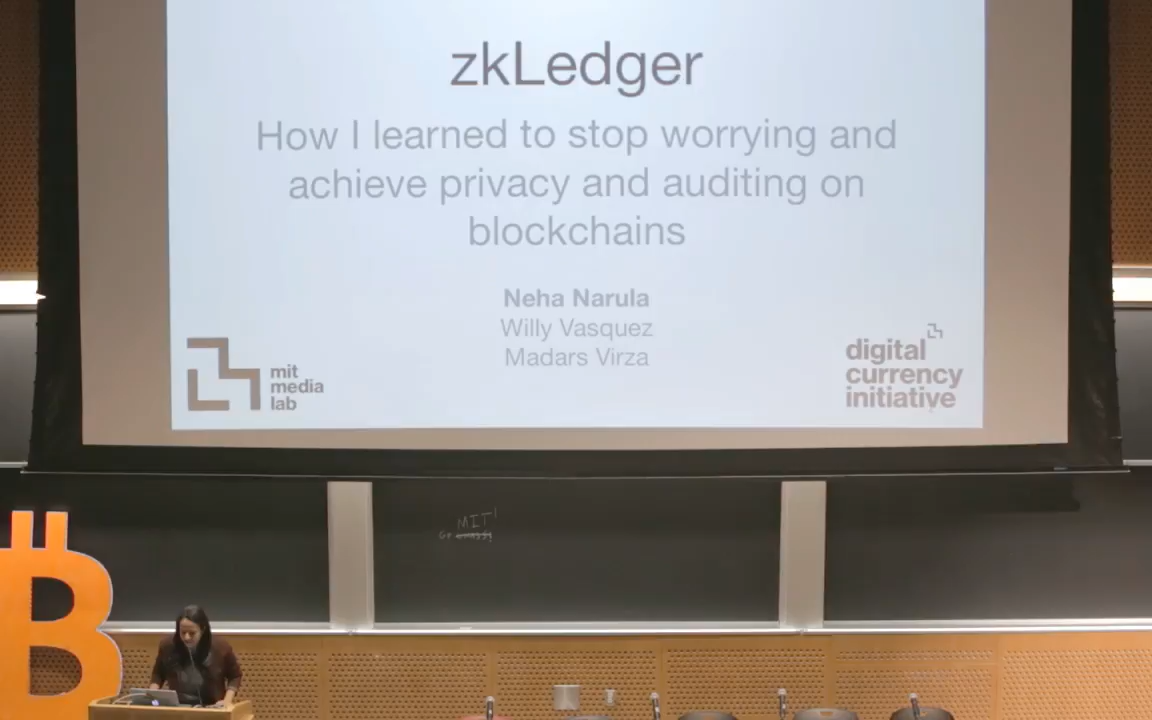 zkLedger
How I learned to stop worrying and
achieve privacy and auditing on
blockchains
Neha Narula
Willy Vasquez
Madars Virza
mit
media
lab
digital
currency
initiative
MIT!
Go